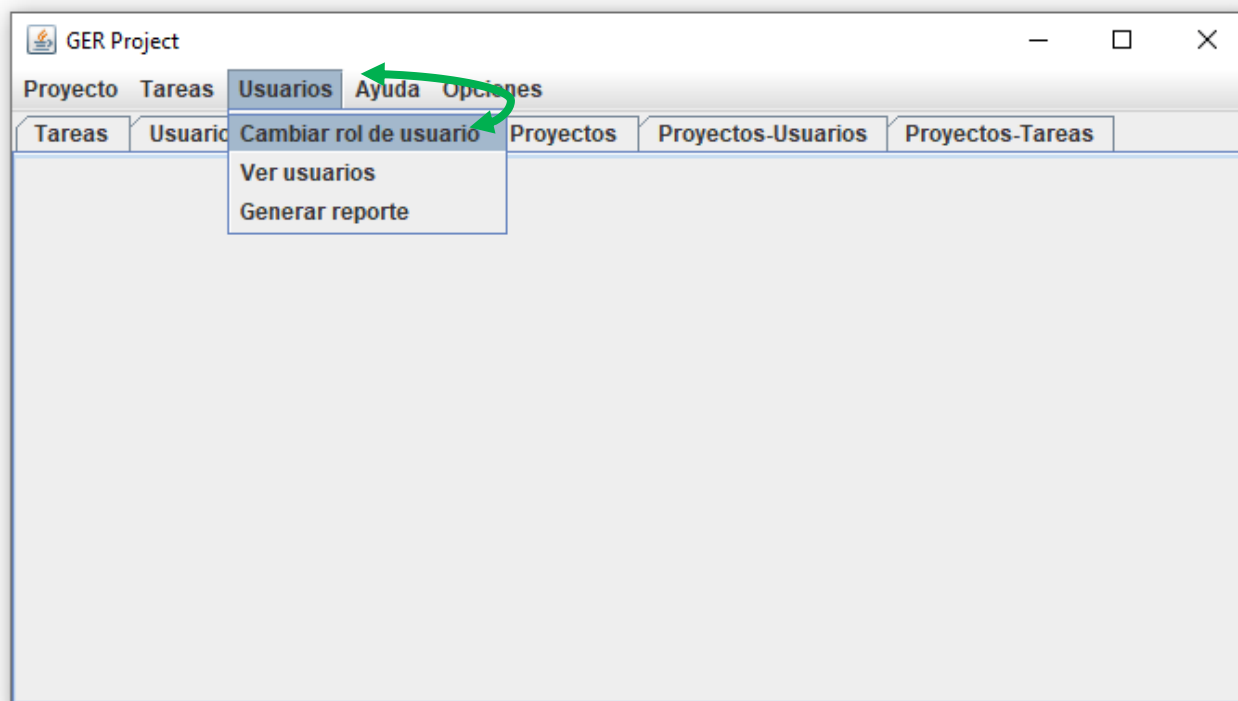 GER Project
Proyecto Tareas Usuarios Ayuda Opciones
Tareas Cambiar rol de usuario Proyectos Proyectos-Usuarios Proyectos-Tareas
Ver usuarios
Generar reporte